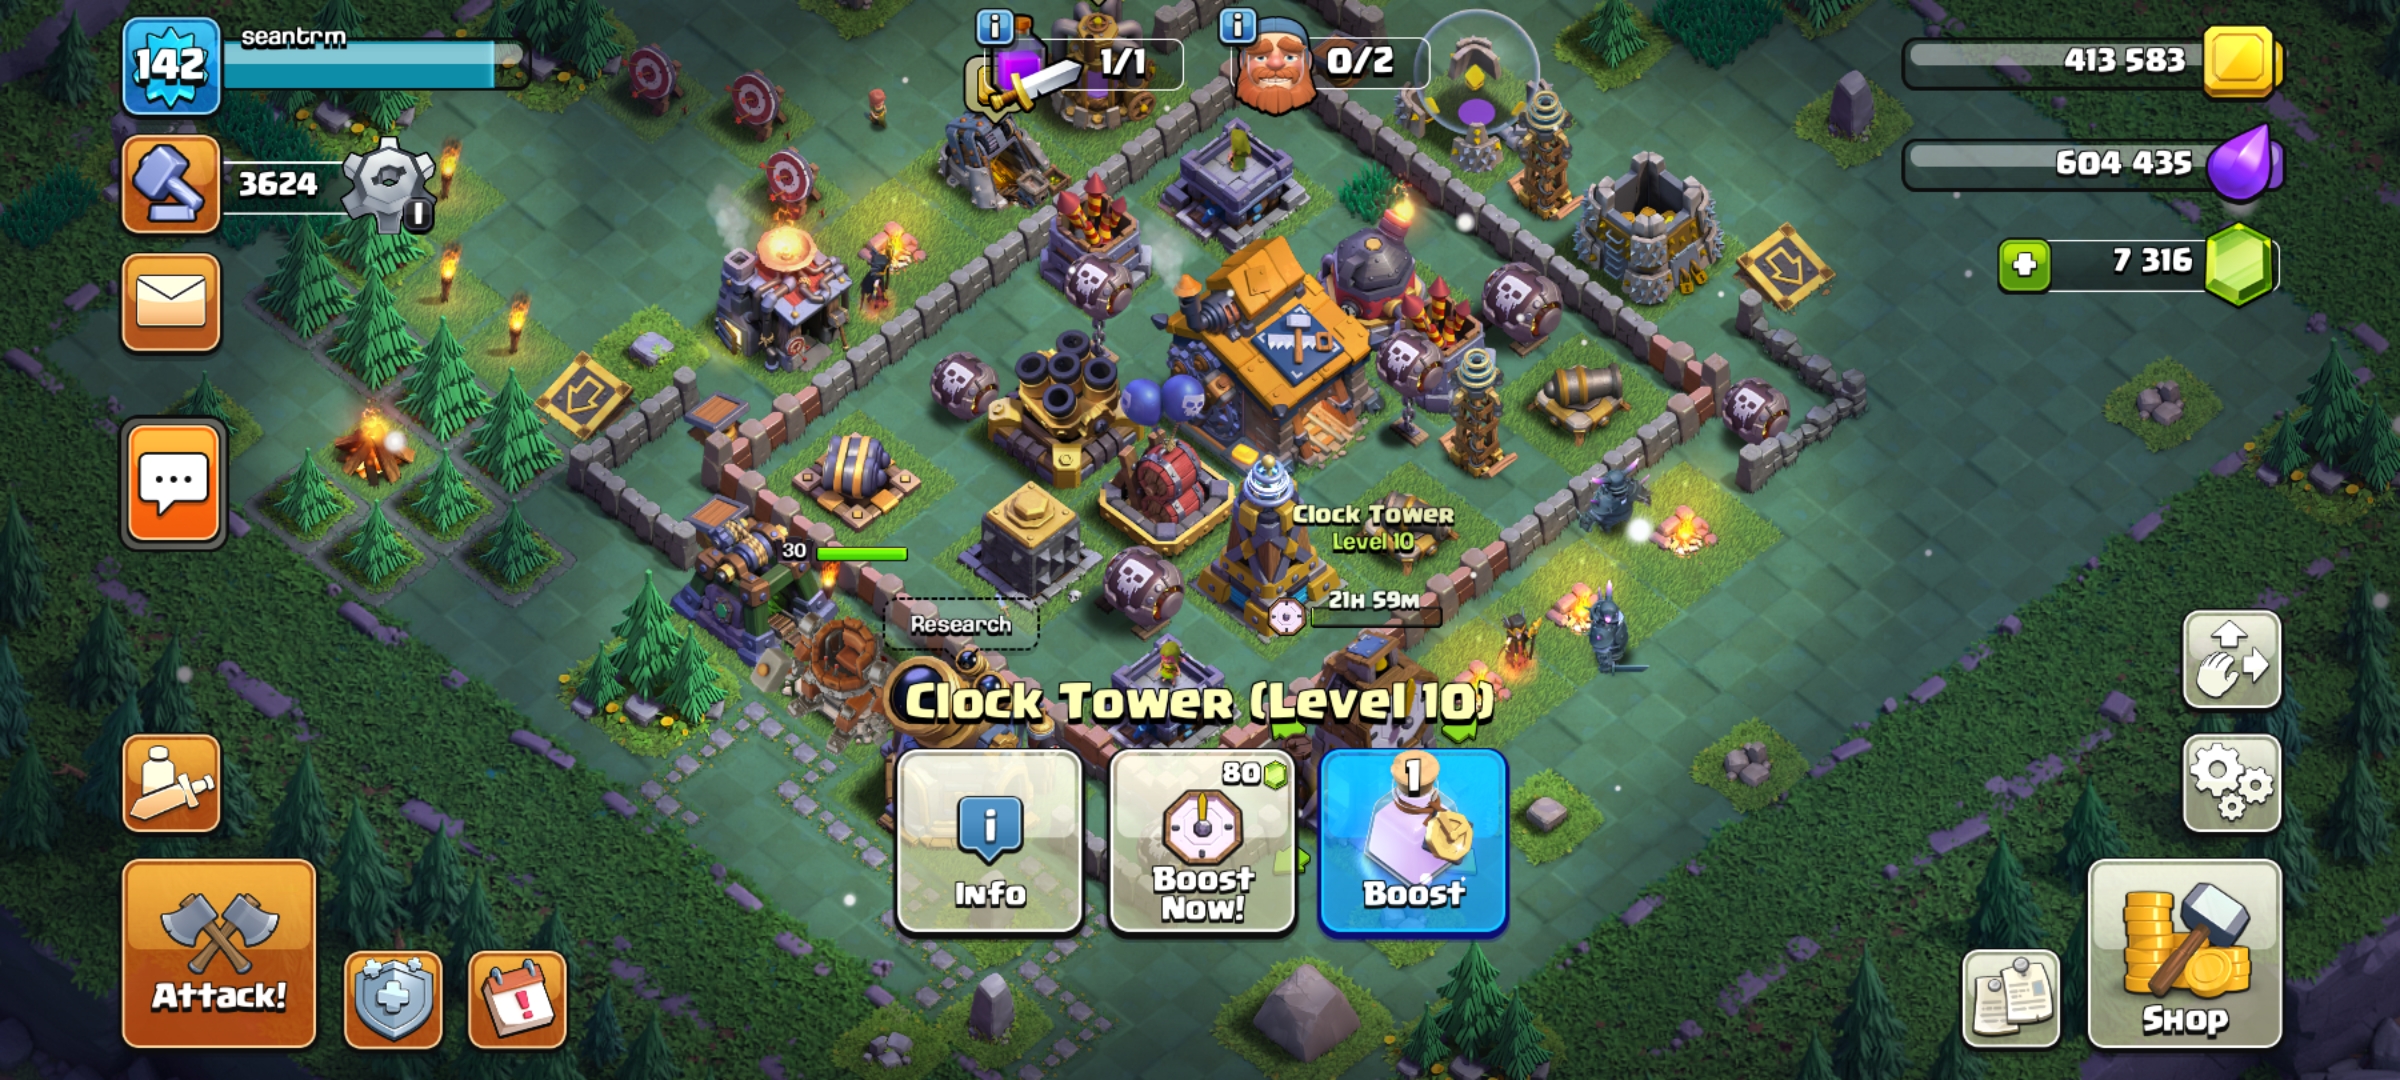 142
seantrm
1/1
0/2
413 583
3624
604 435
7 316
Clock Tower
Level 10
30
21H 59M
Research
Clock Tower (Level 10)
80
1
Info
Boost
Now!
Boost
Attack!
Shop